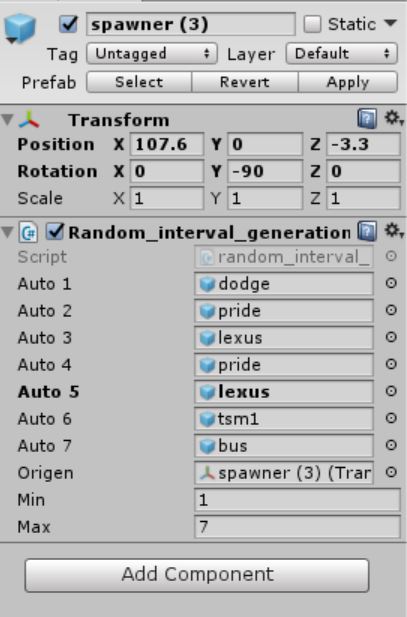 spawner (3) Static
Tag Untagged Layer Default
Prefab Select Revert Apply
Transform
Position X 107.6 Y 0 Z -3.3
Rotation X 0 Y -90 Z 0
Scale X 1 Y 1 Z 1
Random_interval_generation
Script random_interval_
Auto 1 dodge
Auto 2 pride
Auto 3 lexus
Auto 4 pride
Auto 5 lexus
Auto 6 tsm1
Auto 7 bus
Origen spawner (3) (Tran
Min 1
Max 7
Add Component